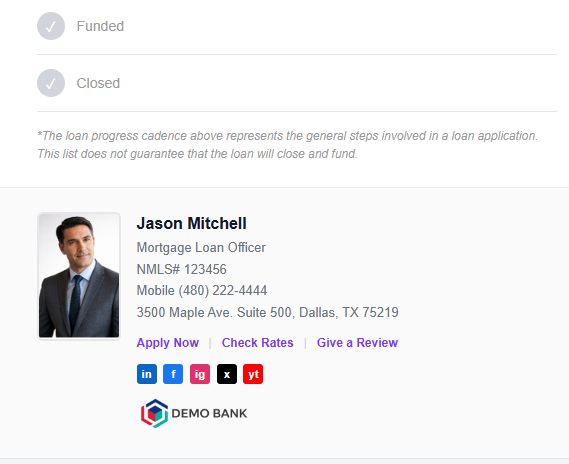 Funded
Closed
*The loan progress cadence above represents the general steps involved in a loan application.
This list does not guarantee that the loan will close and fund.
Jason Mitchell
Mortgage Loan Officer
NMLS# 123456
Mobile (480) 222-4444
3500 Maple Ave. Suite 500, Dallas, TX 75219
Apply Now | Check Rates | Give a Review
in f ig x yt
DEMO BANK